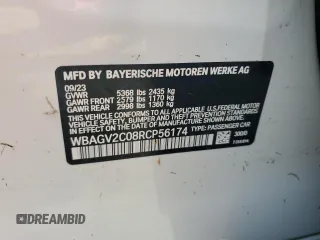 MFD BY BAYERISCHE MOTOREN WERKE AG
09/23
GVWR 5368 lbs 2435 kg
GAWR FRONT 2579 lbs 1170 kg
GAWR REAR 2998 lbs 1360 kg
THIS VEHICLE CONFORMS TO ALL APPLICABLE
FEDERAL MOTOR VEHICLE SAFETY, BUMPER, AND
THEFT PREVENTION STANDARDS IN EFFECT
ON THE DATE OF MANUFACTURE SHOWN ABOVE.
WBAGV2C08RCP56174 TYPE:PASS.CAR
DREAMBID